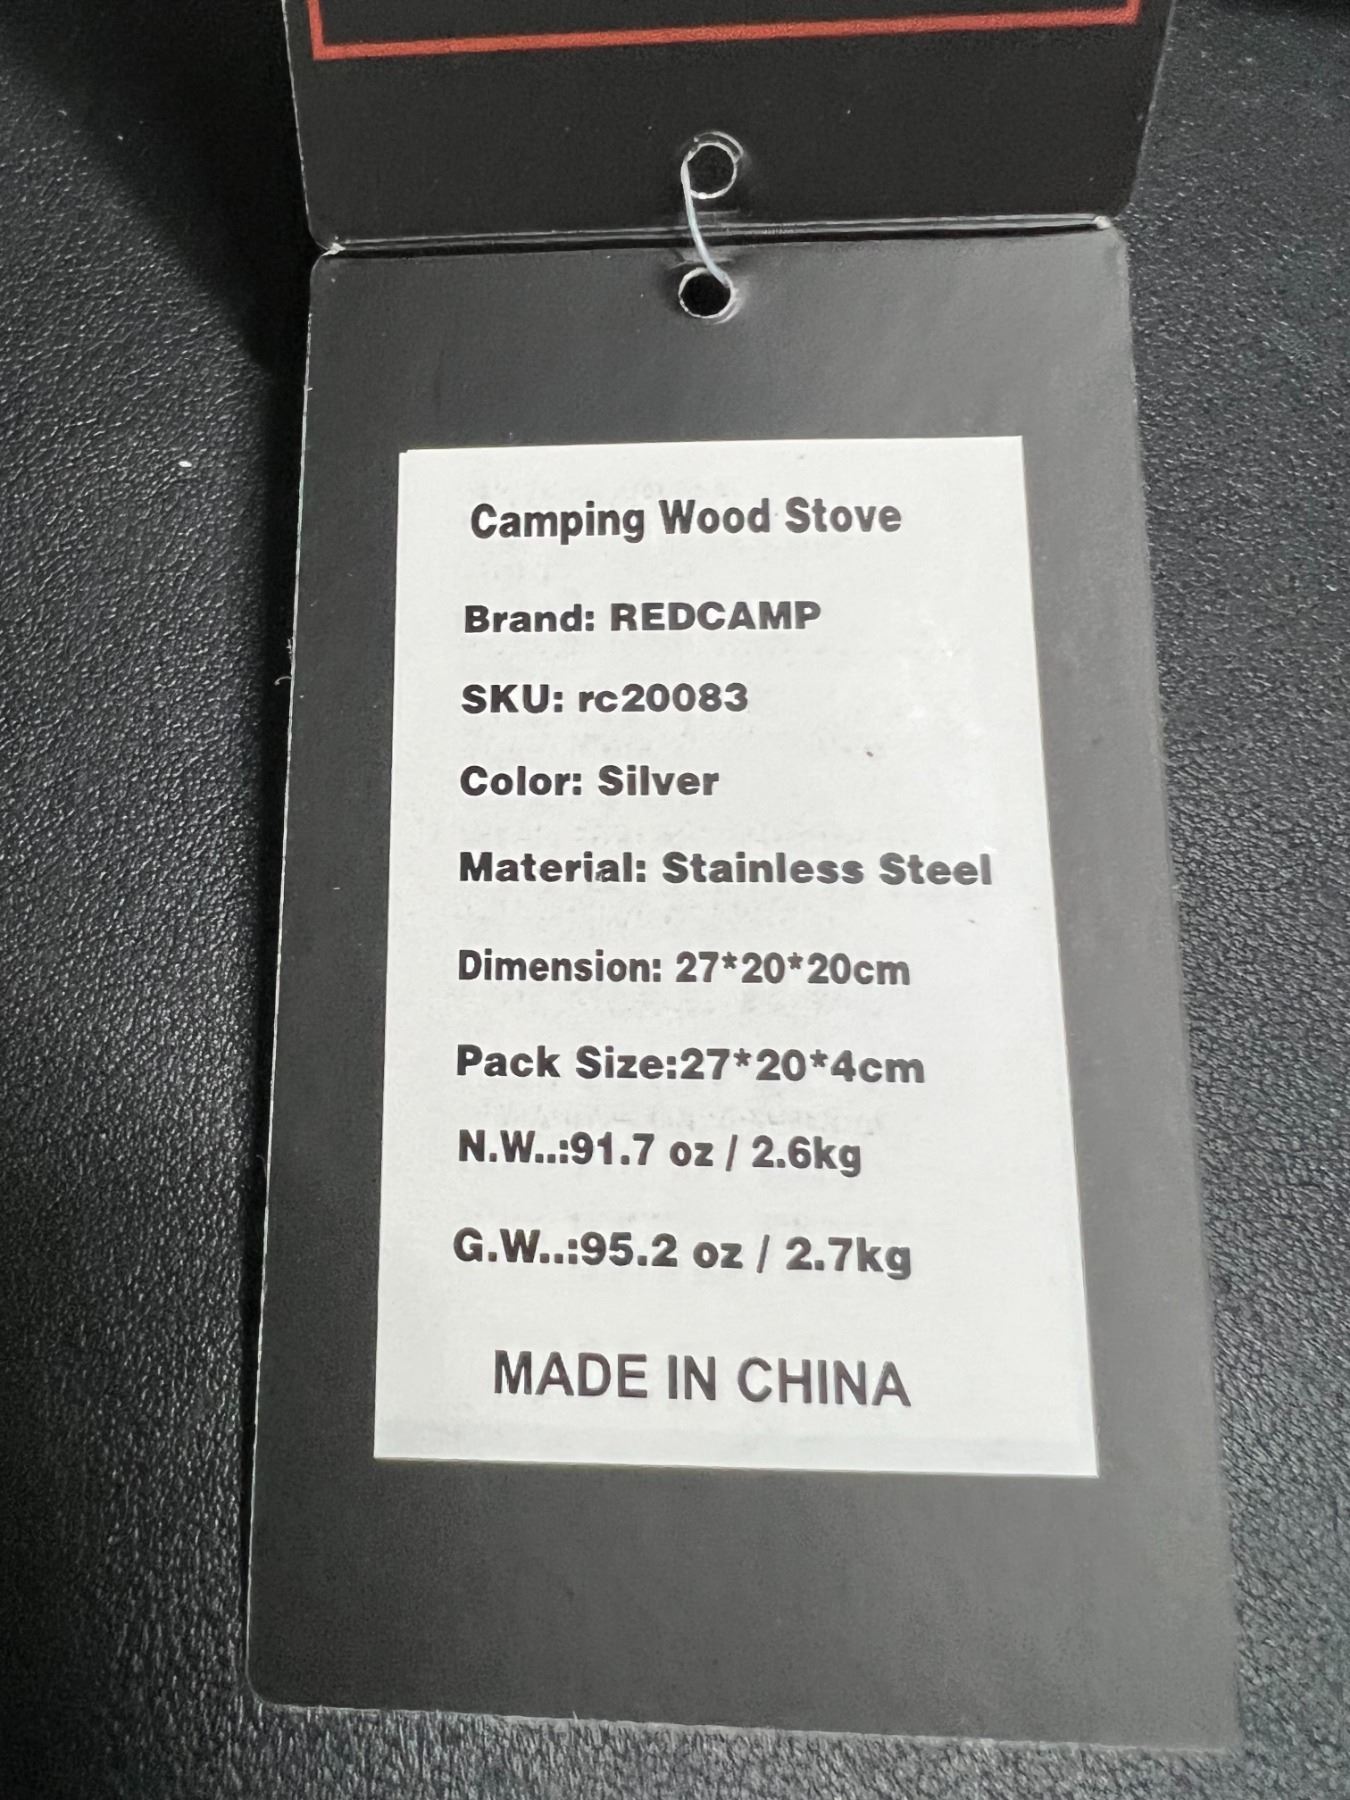 Camping Wood Stove
Brand: REDCAMP
SKU: rc20083
Color: Silver
Material: Stainless Steel
Dimension: 27*20*20cm
Pack Size:27*20*4cm
N.W..:91.7 oz / 2.6kg
G.W..:95.2 oz / 2.7kg
MADE IN CHINA